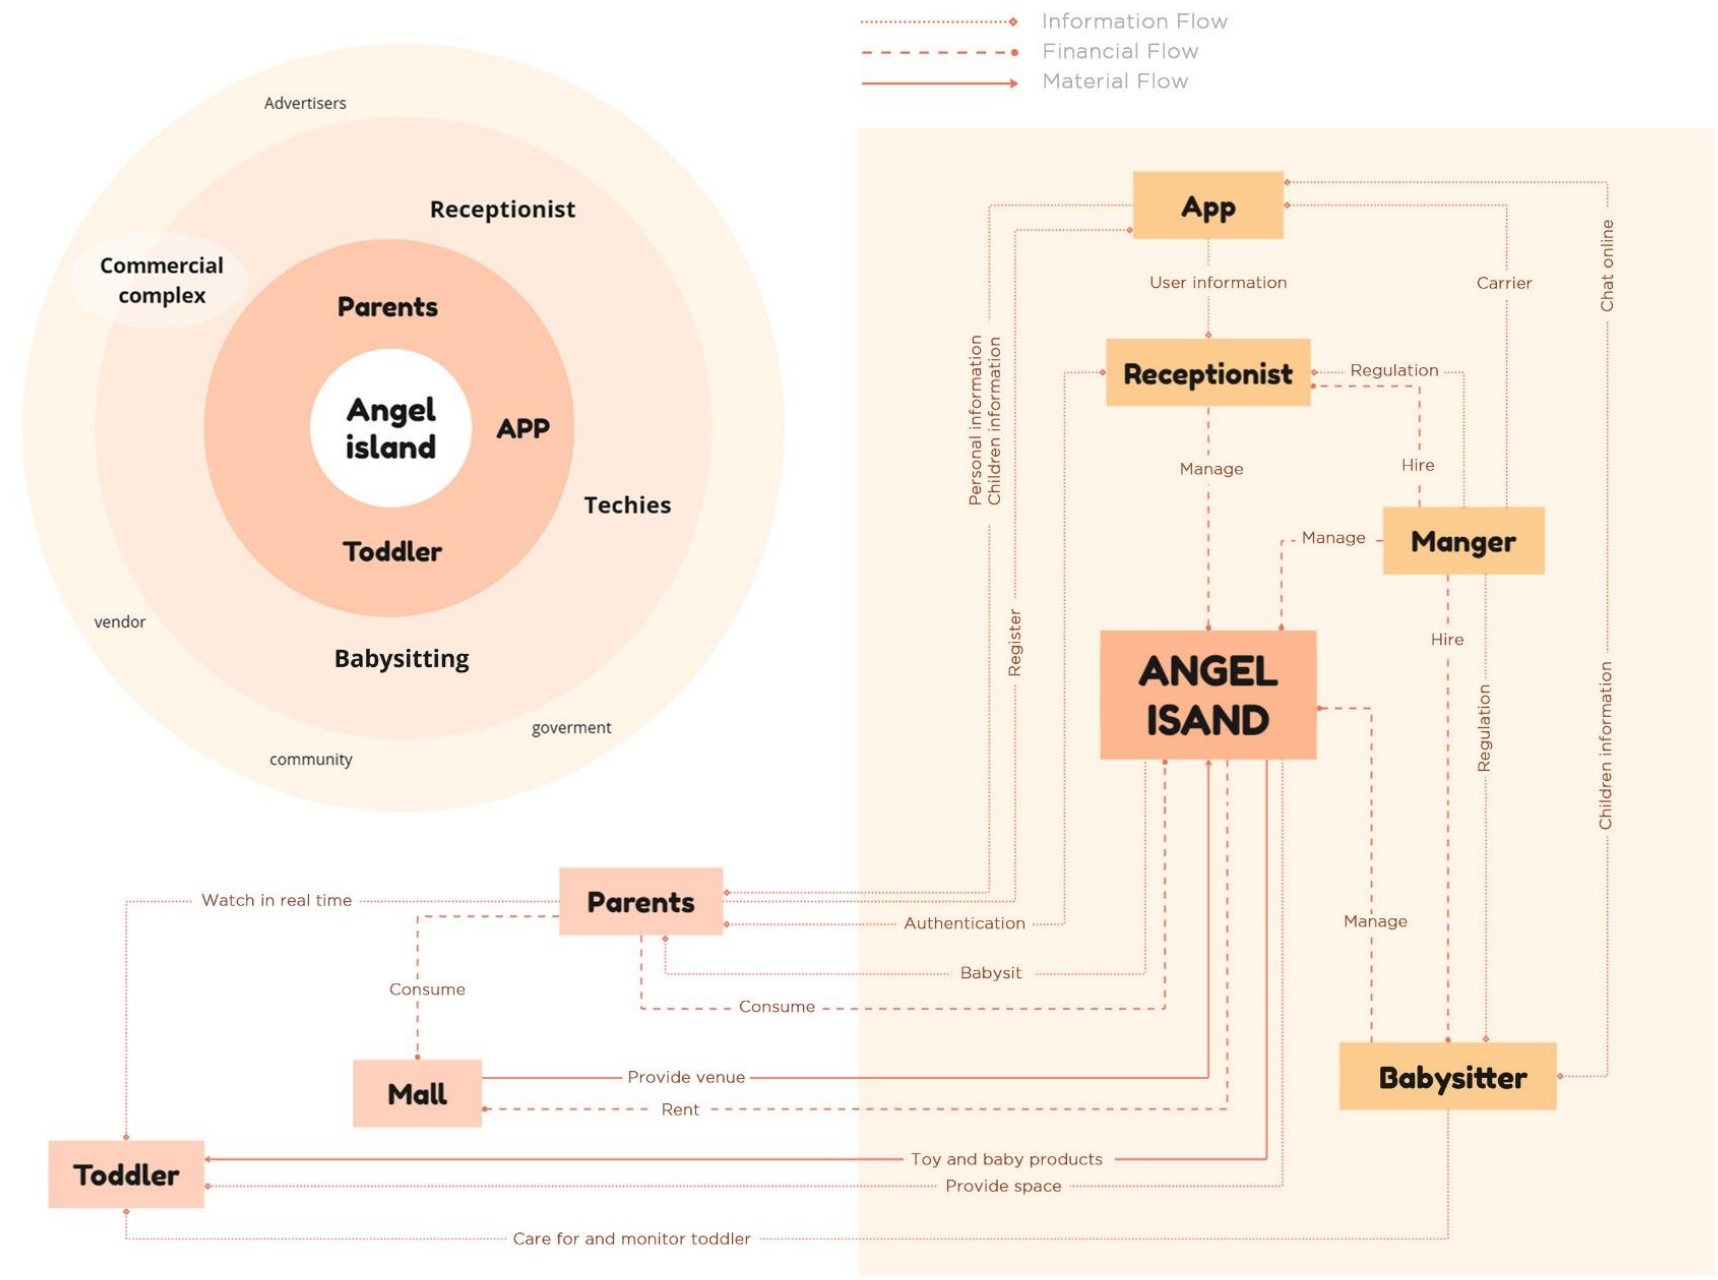 Information Flow
Financial Flow
Material Flow
Advertisers
Receptionist
Commercial
complex
Parents
Angel
island
APP
Techies
Toddler
vendor
Babysitting
goverment
community
App
User information
Carrier
Chat online
Personal information
Children information
Receptionist
Regulation
Manage
Hire
Manger
Manage
Register
Hire
ANGEL
ISAND
Regulation
Children information
Watch in real time
Parents
Authentication
Manage
Babysit
Consume
Consume
Mall
Provide venue
Rent
Babysitter
Toddler
Toy and baby products
Provide space
Care for and monitor toddler